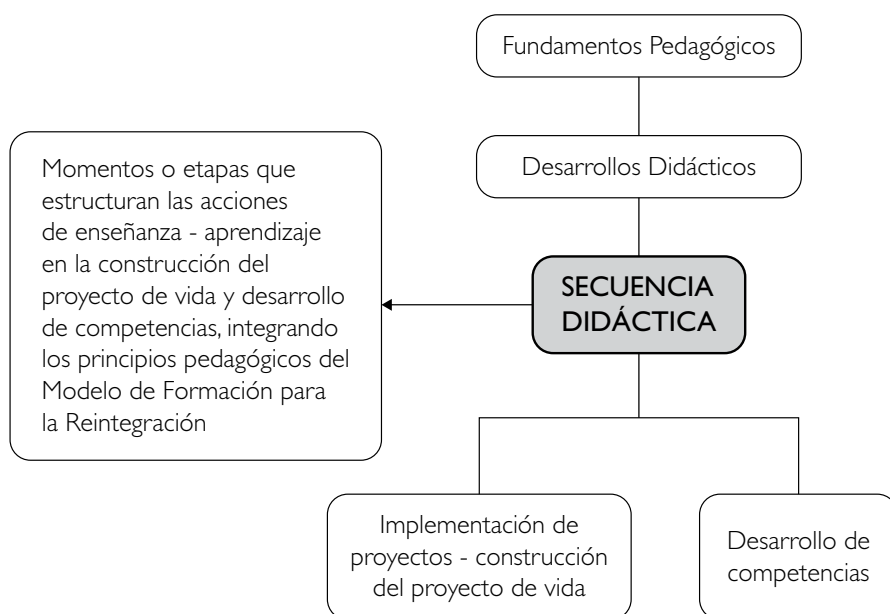 Fundamentos Pedagógicos
Desarrollos Didácticos
Momentos o etapas que
estructuran las acciones
de enseñanza - aprendizaje
en la construcción del
proyecto de vida y desarrollo
de competencias, integrando
los principios pedagógicos del
Modelo de Formación para
la Reintegración
SECUENCIA
DIDÁCTICA
Implementación de
proyectos - construcción
del proyecto de vida
Desarrollo de
competencias